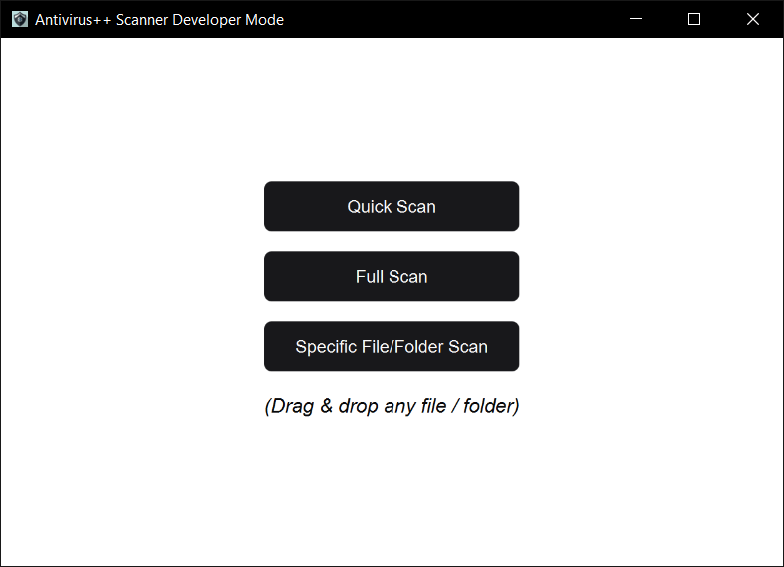 Antivirus++ Scanner Developer Mode
Quick Scan
Full Scan
Specific File/Folder Scan
(Drag & drop any file / folder)